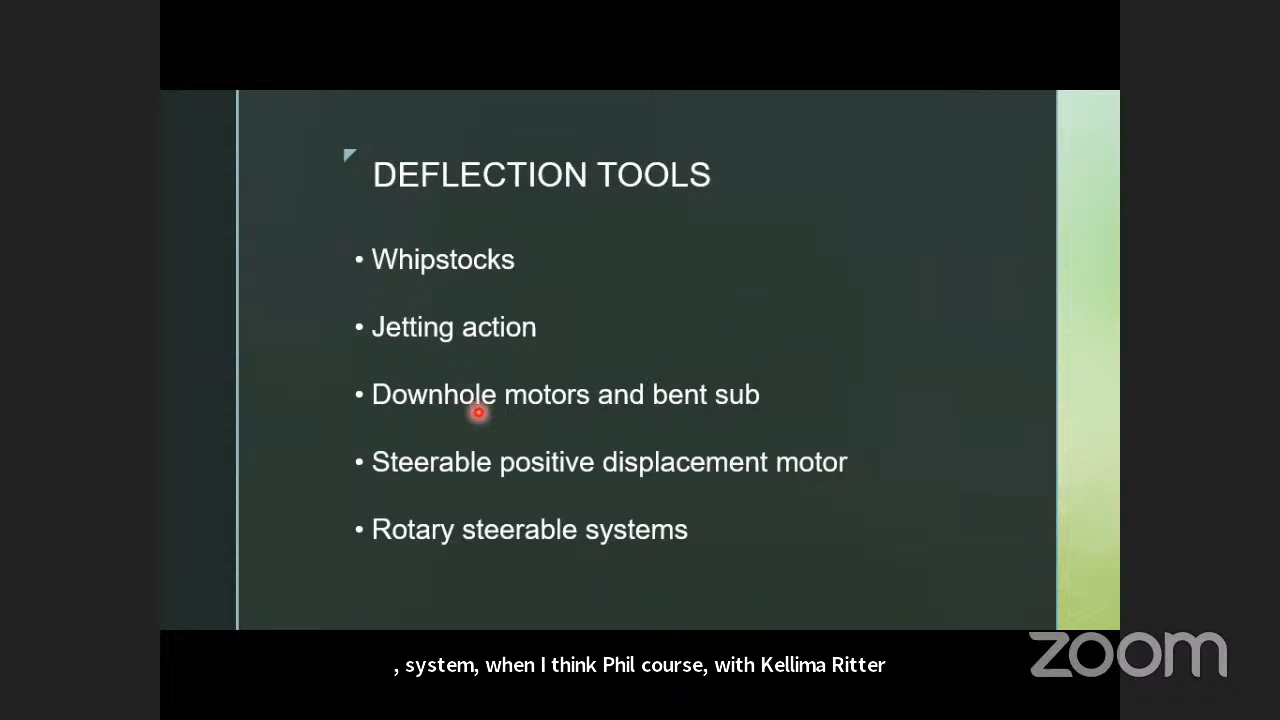 DEFLECTION TOOLS
• Whipstocks
• Jetting action
• Downhole motors and bent sub
• Steerable positive displacement motor
• Rotary steerable systems
, system, when I think Phil course, with Kellima Ritter
zoom